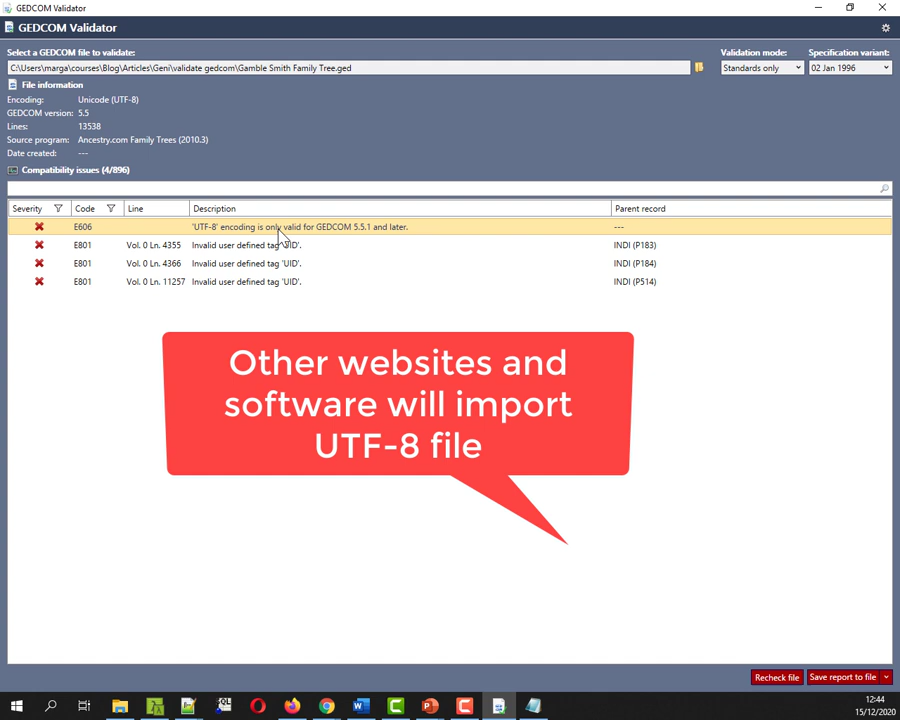 GEDCOM Validator
GEDCOM Validator
Select a GEDCOM file to validate:
Validation mode:
Specification variant:
C:\Users\marga\courses\Blog\Articles\Geni\validate gedcom\Gamble Smith Family Tree.ged
Standards only
02 Jan 1996
File information
Encoding: Unicode (UTF-8)
GEDCOM version: 5.5
Lines: 13538
Source program: Ancestry.com Family Trees (2010.3)
Date created: ---
Compatibility issues (4/896)
Severity Code Line Description Parent record
E606 'UTF-8' encoding is only valid for GEDCOM 5.5.1 and later. ---
E801 Vol. 0 Ln. 4355 Invalid user defined tag 'UID'. INDI (P183)
E801 Vol. 0 Ln. 4366 Invalid user defined tag 'UID'. INDI (P184)
E801 Vol. 0 Ln. 11257 Invalid user defined tag 'UID'. INDI (P514)
Other websites and
software will import
UTF-8 file
Recheck file
Save report to file
12:44
15/12/2020